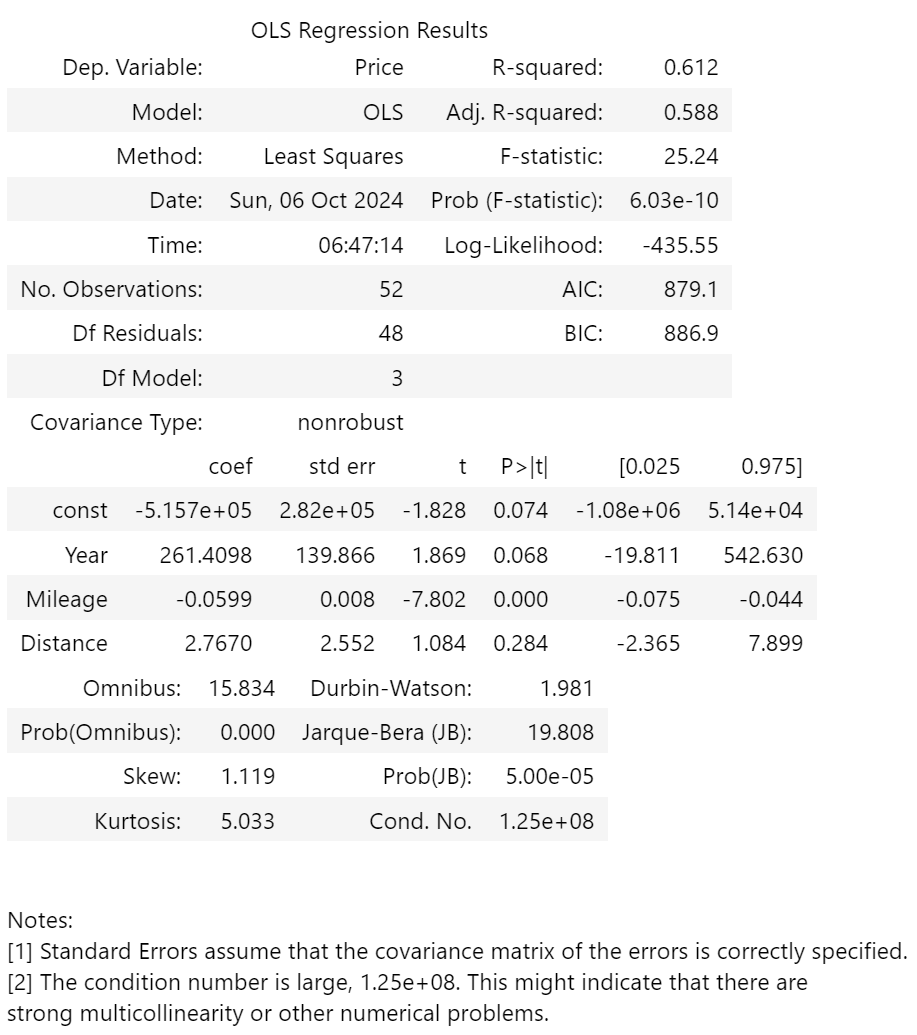 OLS Regression Results
Dep. Variable: Price R-squared: 0.612
Model: OLS Adj. R-squared: 0.588
Method: Least Squares F-statistic: 25.24
Date: Sun, 06 Oct 2024 Prob (F-statistic): 6.03e-10
Time: 06:47:14 Log-Likelihood: -435.55
No. Observations: 52 AIC: 879.1
Df Residuals: 48 BIC: 886.9
Df Model: 3
Covariance Type: nonrobust
coef std err t P>|t| [0.025 0.975]
const -5.157e+05 2.82e+05 -1.828 0.074 -1.08e+06 5.14e+04
Year 261.4098 139.866 1.869 0.068 -19.811 542.630
Mileage -0.0599 0.008 -7.802 0.000 -0.075 -0.044
Distance 2.7670 2.552 1.084 0.284 -2.365 7.899
Omnibus: 15.834 Durbin-Watson: 1.981
Prob(Omnibus): 0.000 Jarque-Bera (JB): 19.808
Skew: 1.119 Prob(JB): 5.00e-05
Kurtosis: 5.033 Cond. No. 1.25e+08
Notes:
[1] Standard Errors assume that the covariance matrix of the errors is correctly specified.
[2] The condition number is large, 1.25e+08. This might indicate that there are
strong multicollinearity or other numerical problems.